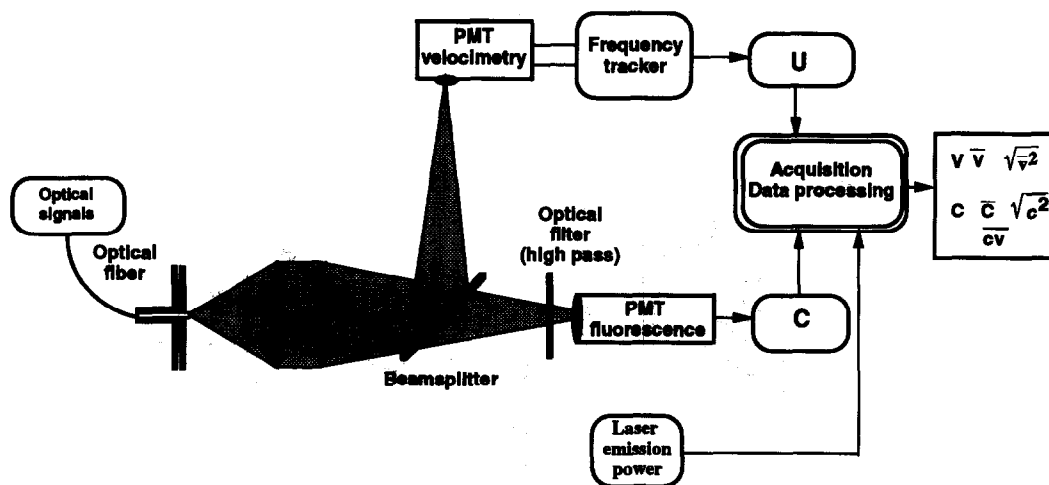 PMT
velocimetry
Frequency
tracker
U
Optical
signals
Optical
fiber
Optical
filter
(high pass)
Acquisition
Data processing
V v̅ √v̅²
C C̅ √c²
c̅v̅
PMT
fluorescence
C
Beamsplitter
Laser
emission
power